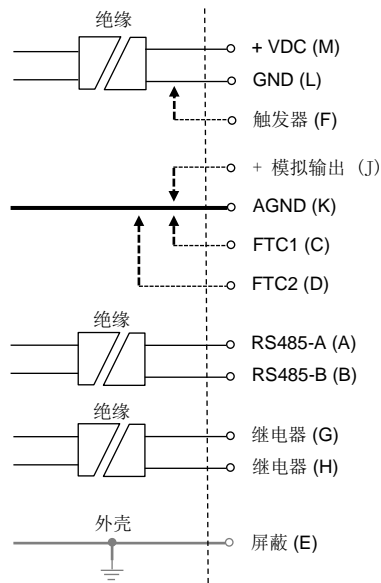 绝缘
+ VDC (M)
GND (L)
触发器 (F)
+ 模拟输出 (J)
AGND (K)
FTC1 (C)
FTC2 (D)
绝缘
RS485-A (A)
RS485-B (B)
绝缘
继电器 (G)
继电器 (H)
外壳
屏蔽 (E)